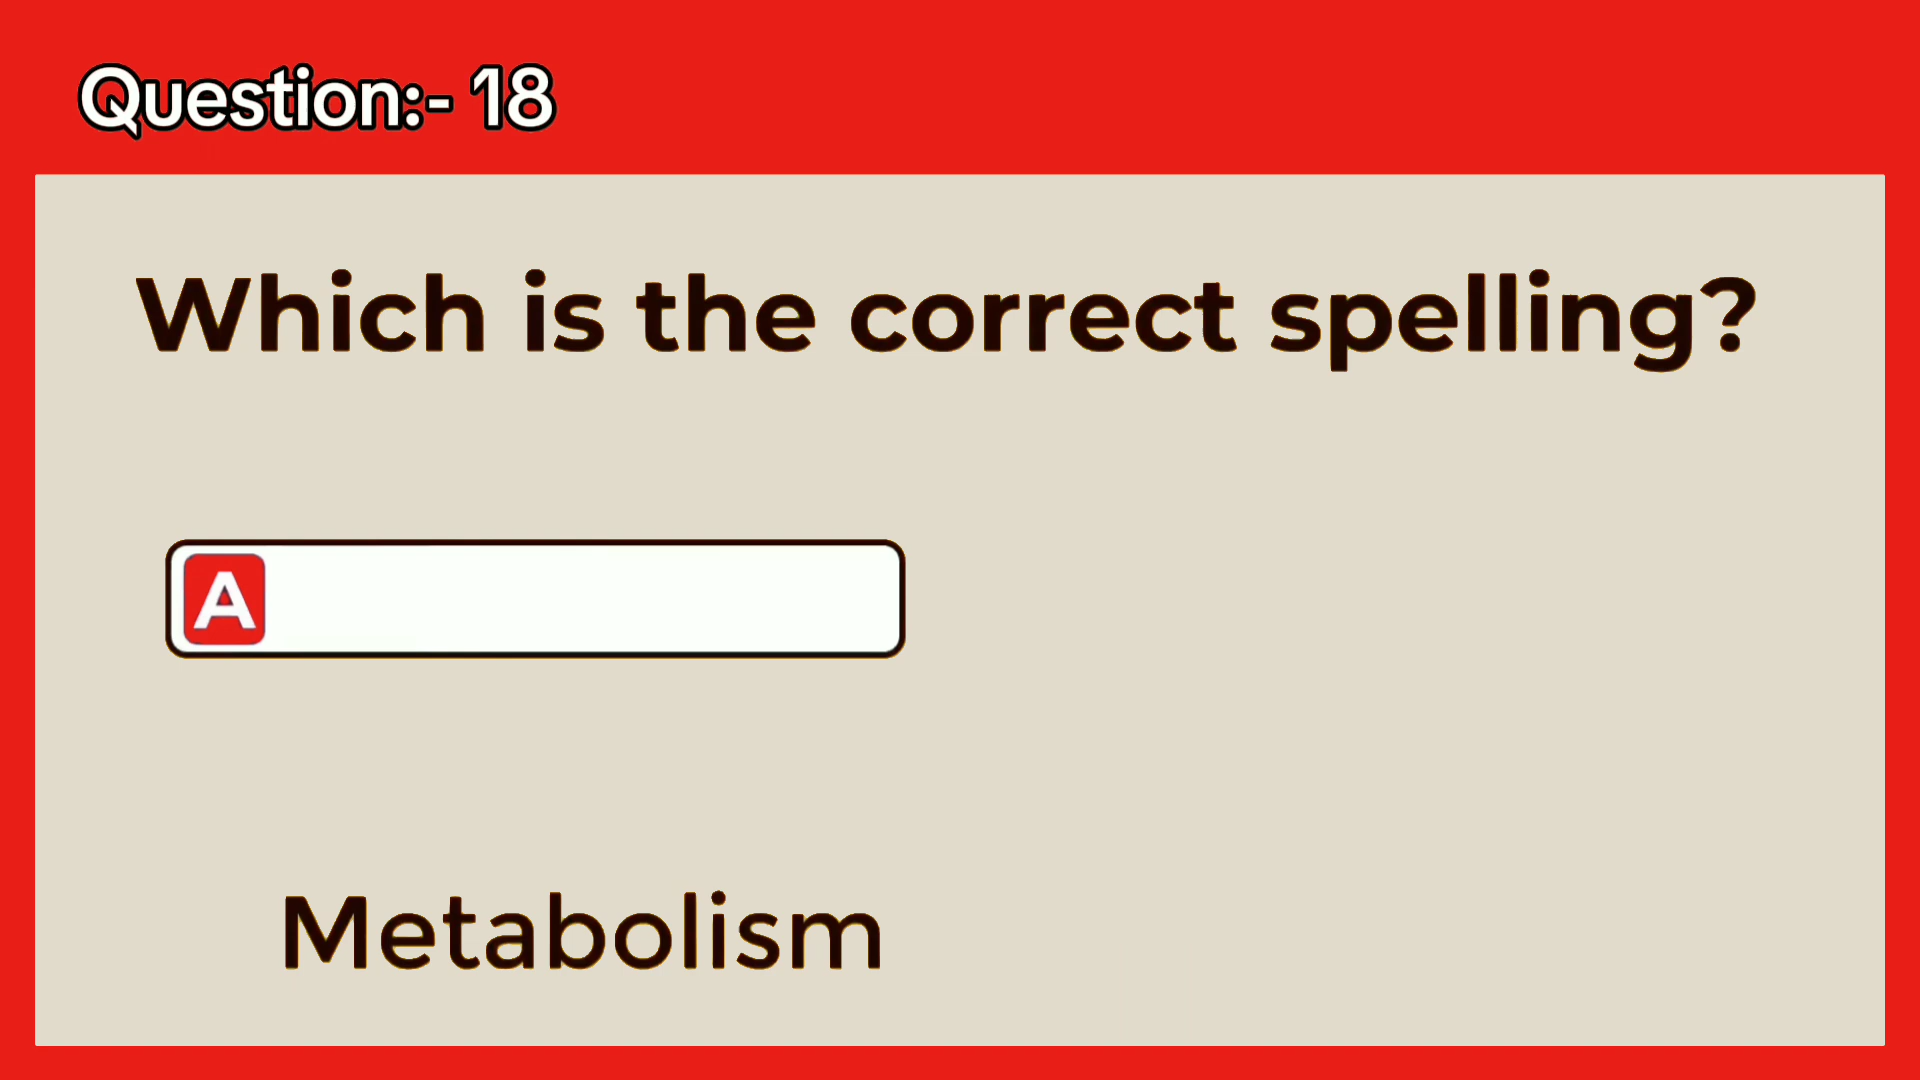 Question:- 18
Which is the correct spelling?
A
Metabolism